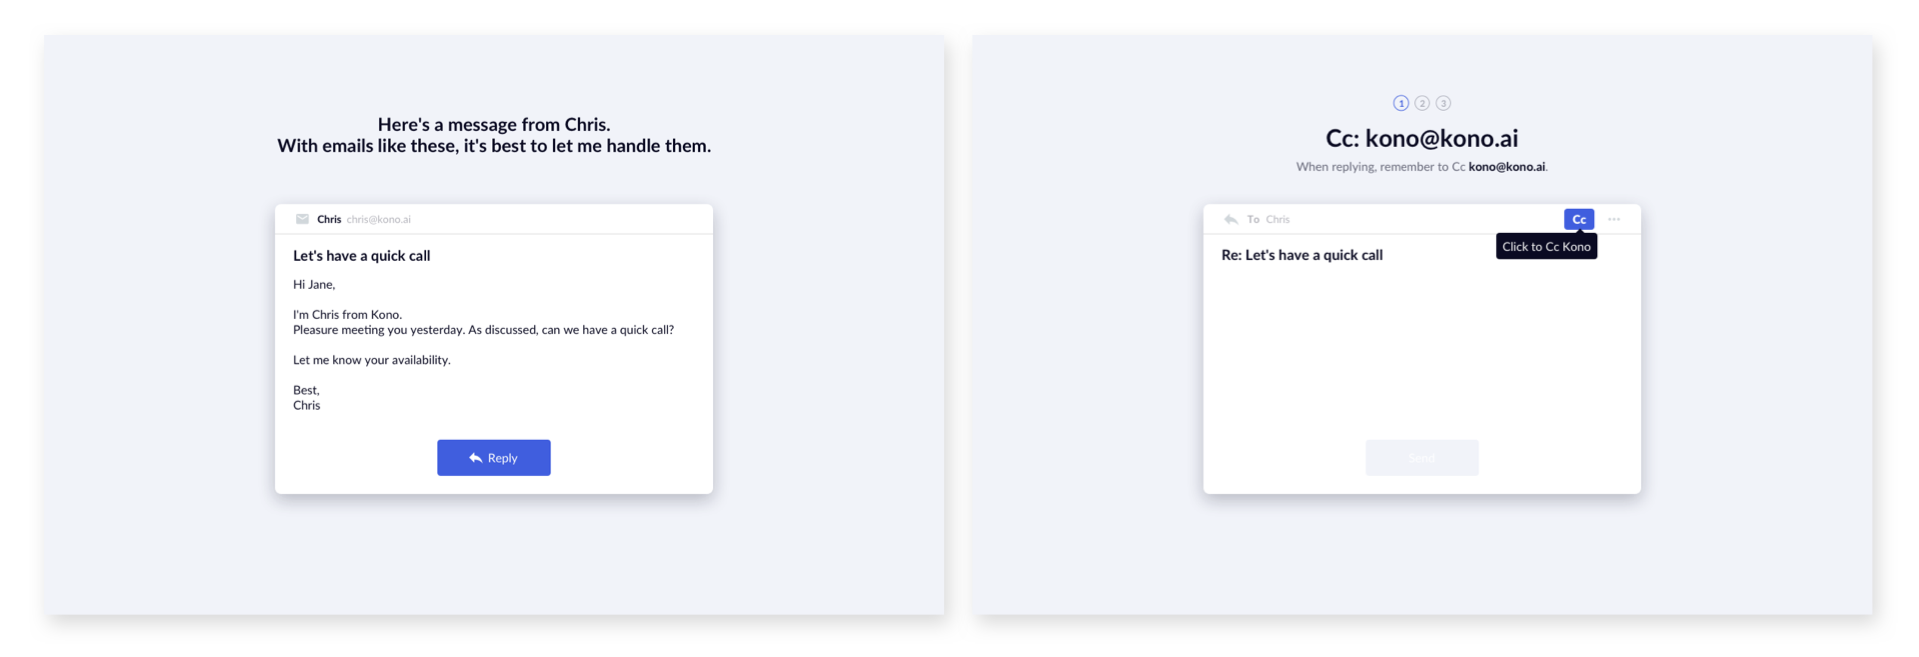 Here's a message from Chris.
With emails like these, it's best to let me handle them.
Chris chris@kono.ai
Let's have a quick call
Hi Jane,
I'm Chris from Kono.
Pleasure meeting you yesterday. As discussed, can we have a quick call?
Let me know your availability.
Best,
Chris
Reply
1 2 3
Cc: kono@kono.ai
When replying, remember to Cc kono@kono.ai.
To Chris
Cc ...
Click to Cc Kono
Re: Let's have a quick call
Send